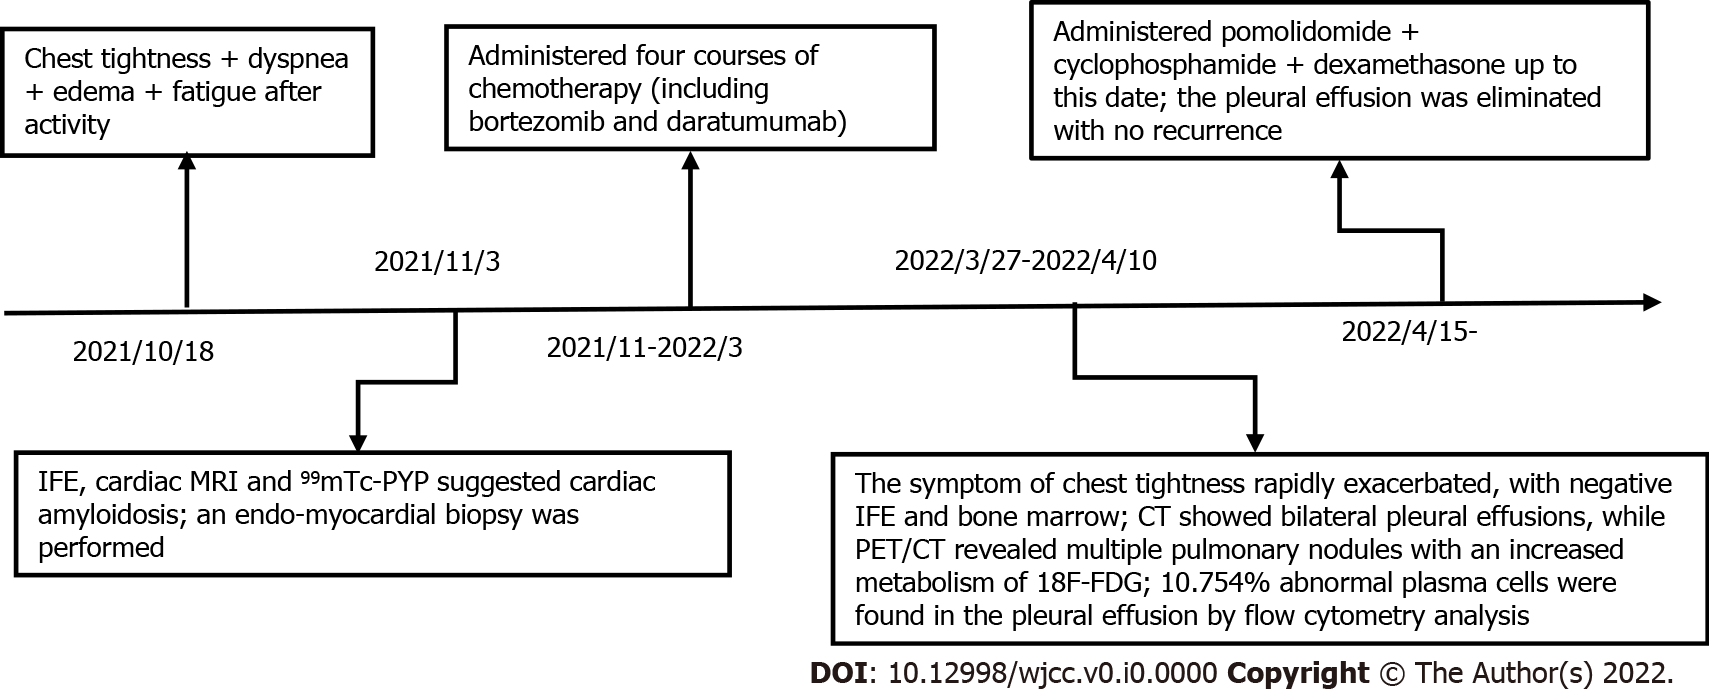 Chest tightness + dyspnea
+ edema + fatigue after
activity
Administered four courses of
chemotherapy (including
bortezomib and daratumumab)
Administered pomolidomide +
cyclophosphamide + dexamethasone up to
this date; the pleural effusion was eliminated
with no recurrence
2021/11/3
2022/3/27-2022/4/10
2021/10/18
2021/11-2022/3
2022/4/15-
IFE, cardiac MRI and ⁹⁹mTc-PYP suggested cardiac
amyloidosis; an endo-myocardial biopsy was
performed
The symptom of chest tightness rapidly exacerbated, with negative
IFE and bone marrow; CT showed bilateral pleural effusions, while
PET/CT revealed multiple pulmonary nodules with an increased
metabolism of 18F-FDG; 10.754% abnormal plasma cells were
found in the pleural effusion by flow cytometry analysis
DOI: 10.12998/wjcc.v0.i0.0000 Copyright © The Author(s) 2022.